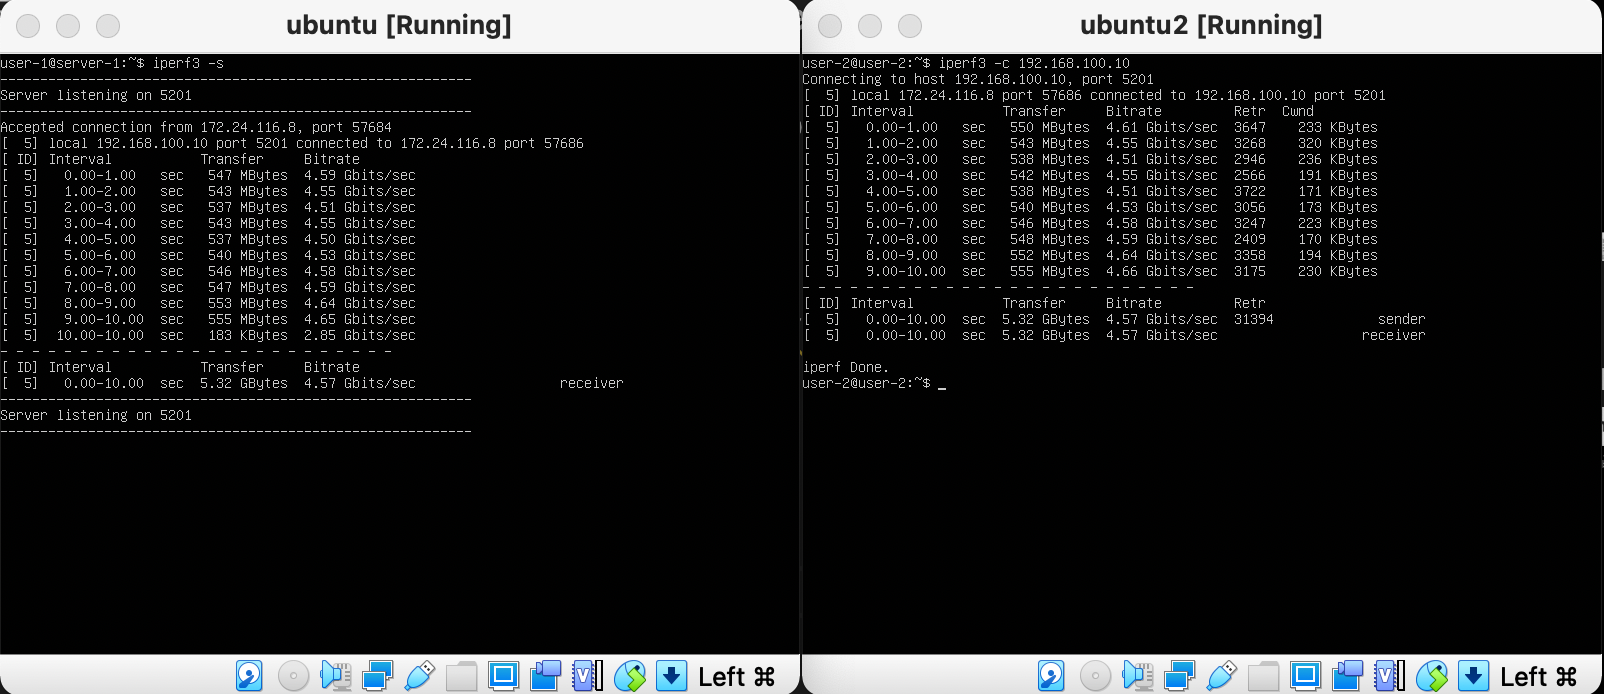 ubuntu [Running]
user-1@server-1:~$ iperf3 -s
-----------------------------------------------------------
Server listening on 5201
-----------------------------------------------------------
Accepted connection from 172.24.116.8, port 57684
[  5] local 192.168.100.10 port 5201 connected to 172.24.116.8 port 57686
[ ID] Interval           Transfer     Bitrate
[  5]   0.00-1.00   sec   547 MBytes  4.59 Gbits/sec
[  5]   1.00-2.00   sec   543 MBytes  4.55 Gbits/sec
[  5]   2.00-3.00   sec   537 MBytes  4.51 Gbits/sec
[  5]   3.00-4.00   sec   543 MBytes  4.55 Gbits/sec
[  5]   4.00-5.00   sec   537 MBytes  4.50 Gbits/sec
[  5]   5.00-6.00   sec   540 MBytes  4.53 Gbits/sec
[  5]   6.00-7.00   sec   546 MBytes  4.58 Gbits/sec
[  5]   7.00-8.00   sec   547 MBytes  4.59 Gbits/sec
[  5]   8.00-9.00   sec   553 MBytes  4.64 Gbits/sec
[  5]   9.00-10.00  sec   555 MBytes  4.65 Gbits/sec
[  5]  10.00-10.00  sec   183 KBytes  2.85 Gbits/sec
- - - - - - - - - - - - - - - - - - - - - - - - -
[ ID] Interval           Transfer     Bitrate
[  5]   0.00-10.00  sec  5.32 GBytes  4.57 Gbits/sec                  receiver
-----------------------------------------------------------
Server listening on 5201
-----------------------------------------------------------
Left ⌘
ubuntu2 [Running]
user-2@user-2:~$ iperf3 -c 192.168.100.10
Connecting to host 192.168.100.10, port 5201
[  5] local 172.24.116.8 port 57686 connected to 192.168.100.10 port 5201
[ ID] Interval           Transfer     Bitrate         Retr  Cwnd
[  5]   0.00-1.00   sec   550 MBytes  4.61 Gbits/sec  3647    233 KBytes
[  5]   1.00-2.00   sec   543 MBytes  4.55 Gbits/sec  3268    320 KBytes
[  5]   2.00-3.00   sec   538 MBytes  4.51 Gbits/sec  2946    236 KBytes
[  5]   3.00-4.00   sec   542 MBytes  4.55 Gbits/sec  2566    191 KBytes
[  5]   4.00-5.00   sec   538 MBytes  4.51 Gbits/sec  3722    171 KBytes
[  5]   5.00-6.00   sec   540 MBytes  4.53 Gbits/sec  3056    173 KBytes
[  5]   6.00-7.00   sec   546 MBytes  4.58 Gbits/sec  3247    223 KBytes
[  5]   7.00-8.00   sec   548 MBytes  4.59 Gbits/sec  2409    170 KBytes
[  5]   8.00-9.00   sec   552 MBytes  4.64 Gbits/sec  3358    194 KBytes
[  5]   9.00-10.00  sec   555 MBytes  4.66 Gbits/sec  3175    230 KBytes
- - - - - - - - - - - - - - - - - - - - - - - - -
[ ID] Interval           Transfer     Bitrate         Retr
[  5]   0.00-10.00  sec  5.32 GBytes  4.57 Gbits/sec  31394             sender
[  5]   0.00-10.00  sec  5.32 GBytes  4.57 Gbits/sec                  receiver
iperf Done.
user-2@user-2:~$ _
Left ⌘